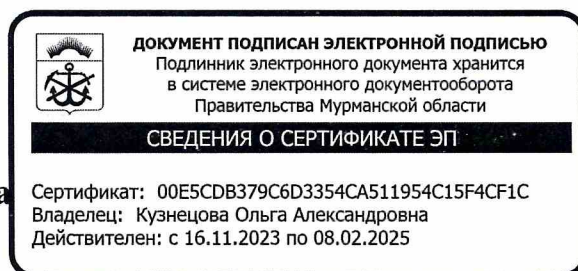 ДОКУМЕНТ ПОДПИСАН ЭЛЕКТРОННОЙ ПОДПИСЬЮ
Подлинник электронного документа хранится
в системе электронного документооборота
Правительства Мурманской области
СВЕДЕНИЯ О СЕРТИФИКАТЕ ЭП
Сертификат: 00E5CDB379C6D3354CA511954C15F4CF1C
Владелец: Кузнецова Ольга Александровна
Действителен: с 16.11.2023 по 08.02.2025